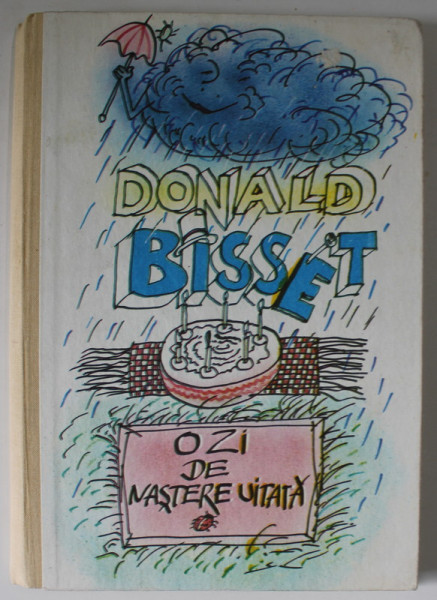 DONALD
BISSET
O ZI
DE
NAȘTERE UITATĂ